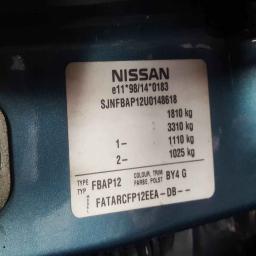 NISSAN
e11*98/14*0183
SJNFBAP12U0148618
1810 kg
3310 kg
1- 1110 kg
2- 1025 kg
TYPE TYP FBAP12 COLOUR, TRIM FARBE, POLST BY4 G
MODEL FATARCFP12EEA-DB--